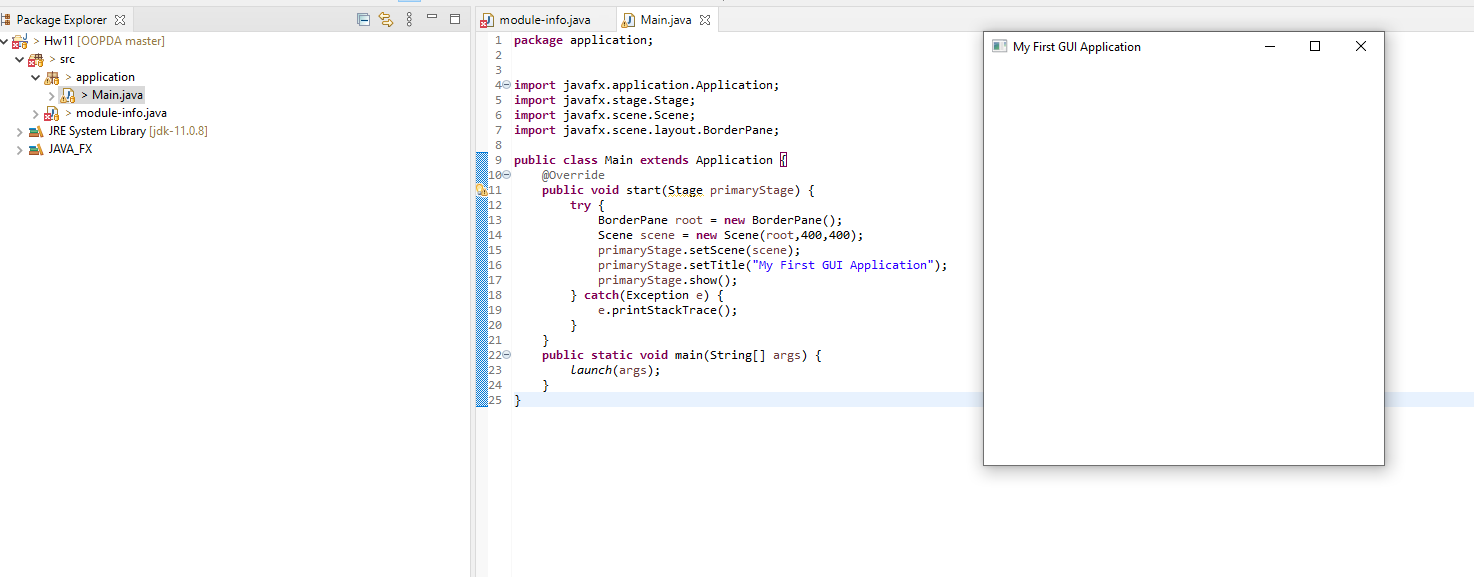 Package Explorer
> Hw11 [OOPDA master]
> src
> application
> Main.java
> module-info.java
JRE System Library [jdk-11.0.8]
JAVA_FX
module-info.java
Main.java
1 package application;
2
3
4 import javafx.application.Application;
5 import javafx.stage.Stage;
6 import javafx.scene.Scene;
7 import javafx.scene.layout.BorderPane;
8
9 public class Main extends Application {
10 @Override
11 public void start(Stage primaryStage) {
12 try {
13 BorderPane root = new BorderPane();
14 Scene scene = new Scene(root,400,400);
15 primaryStage.setScene(scene);
16 primaryStage.setTitle("My First GUI Application");
17 primaryStage.show();
18 } catch(Exception e) {
19 e.printStackTrace();
20 }
21 }
22 public static void main(String[] args) {
23 launch(args);
24 }
25 }
My First GUI Application